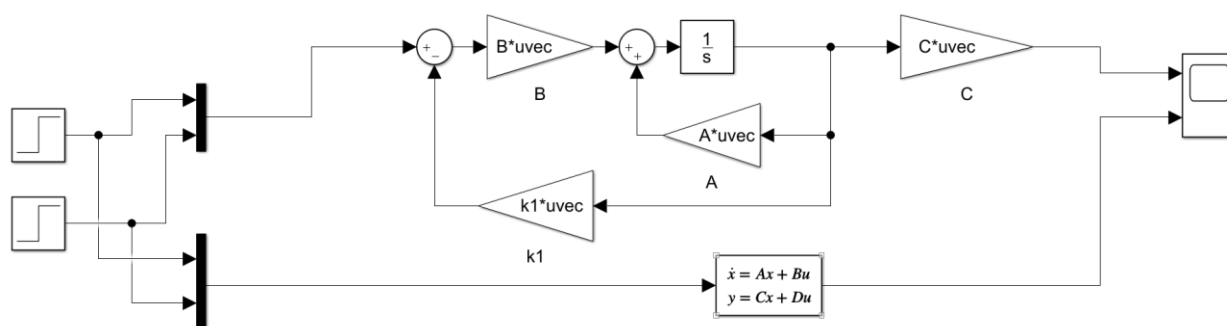 +
−
B*uvec
B
+
+
1
s
C*uvec
C
A*uvec
A
k1*uvec
k1
ẋ = Ax + Bu
y = Cx + Du